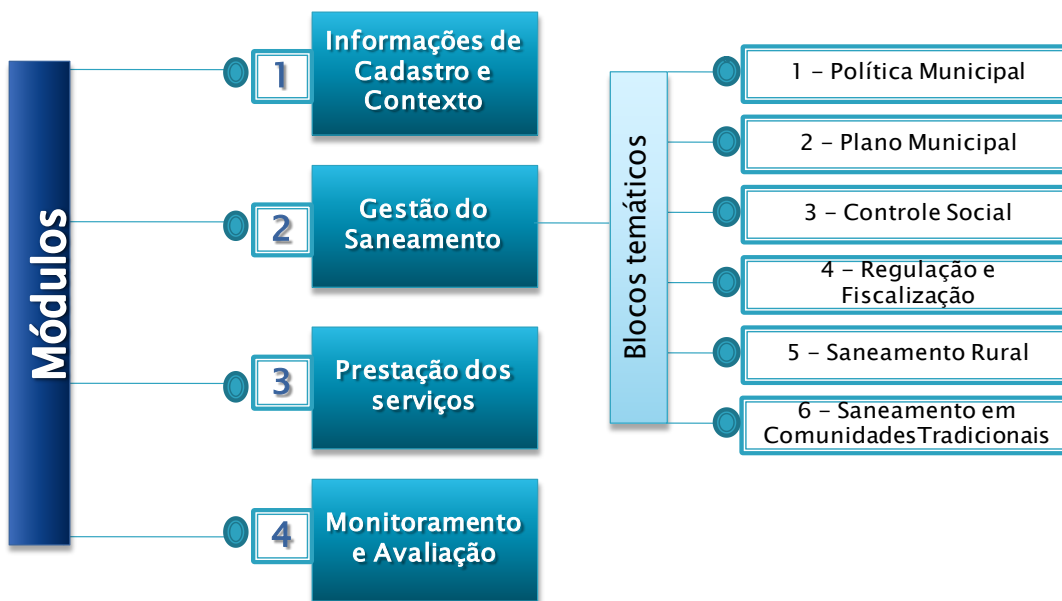 Módulos
1
Informações de
Cadastro e
Contexto
2
Gestão do
Saneamento
3
Prestação dos
serviços
4
Monitoramento
e Avaliação
Blocos temáticos
1 – Política Municipal
2 – Plano Municipal
3 – Controle Social
4 – Regulação e
Fiscalização
5 – Saneamento Rural
6 – Saneamento em
ComunidadesTradicionais